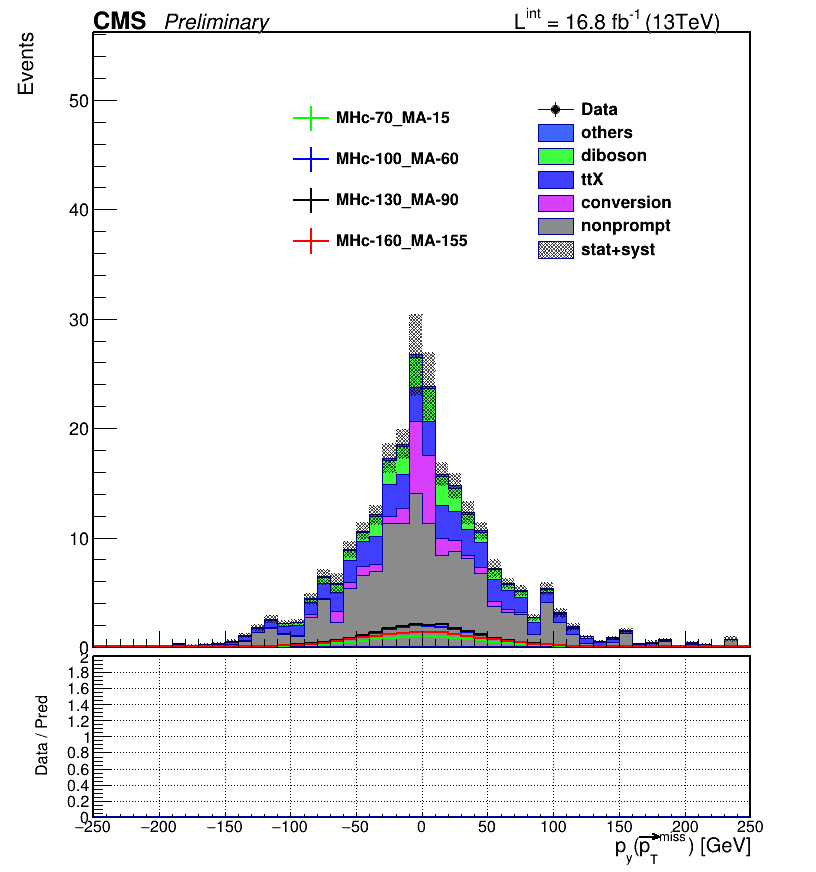 CMS Preliminary L^int = 16.8 fb^-1 (13TeV)
Events
50
40
30
20
10
0
MHc-70_MA-15
MHc-100_MA-60
MHc-130_MA-90
MHc-160_MA-155
Data
others
diboson
ttX
conversion
nonprompt
stat+syst
Data / Pred
2
1.8
1.6
1.4
1.2
1
0.8
0.6
0.4
0.2
0
−250 −200 −150 −100 −50 0 50 100 150 200 250
p_y(p_T^miss) [GeV]